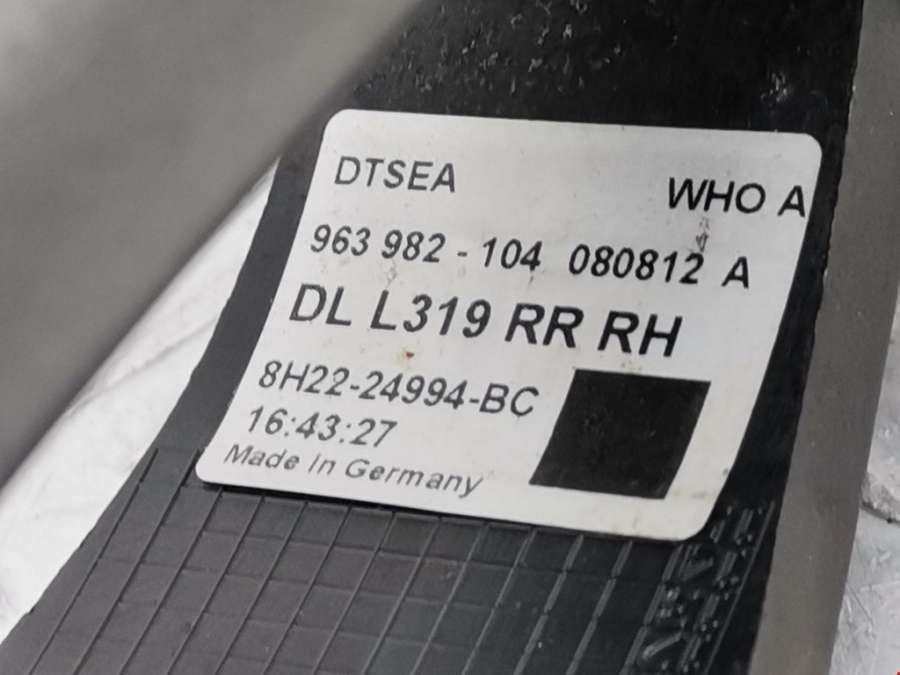 DTSEA WHO A
963 982 - 104 080812 A
DL L319 RR RH
8H22-24994-BC
16:43:27
Made In Germany